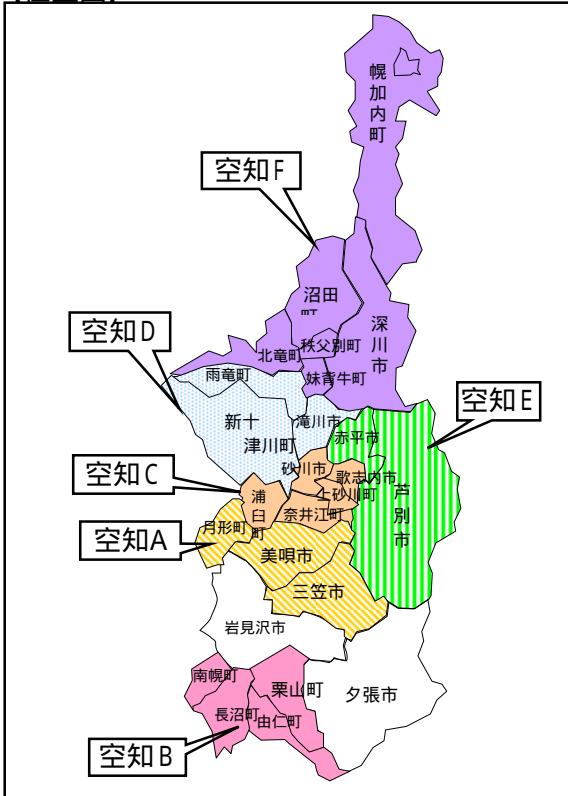 幌加内町
空知F
沼田町
深川市
空知D
秩父別町
北竜町
雨竜町
妹背牛町
空知E
新十津川町
滝川市
赤平市
砂川市
歌志内市
空知C
上砂川町
浦臼町
奈井江町
芦別市
月形町
空知A
美唄市
三笠市
岩見沢市
南幌町
栗山町
夕張市
長沼町
由仁町
空知B